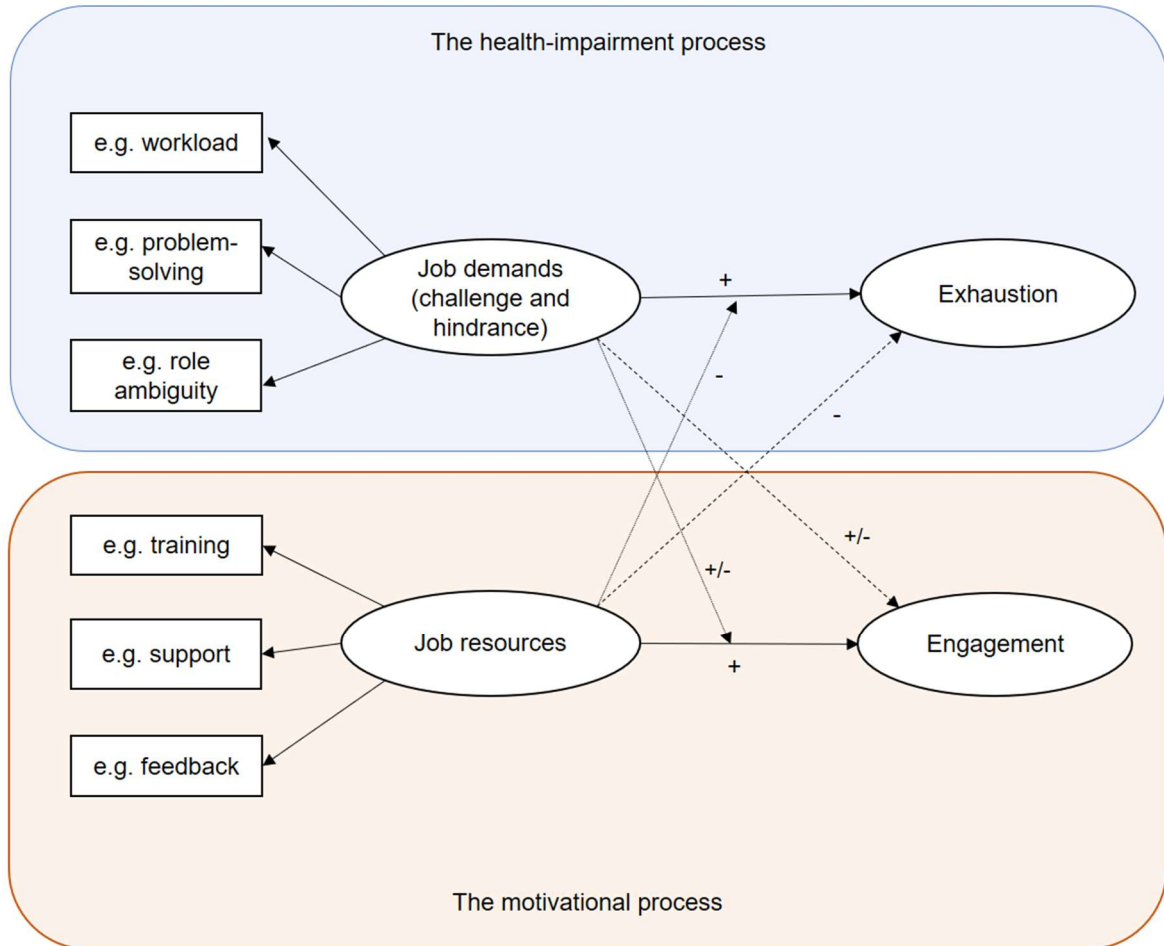 The health-impairment process
e.g. workload
e.g. problem-
solving
e.g. role
ambiguity
Job demands
(challenge and
hindrance)
+
Exhaustion
-
-
+/-
+/-
e.g. training
e.g. support
e.g. feedback
Job resources
+
Engagement
The motivational process